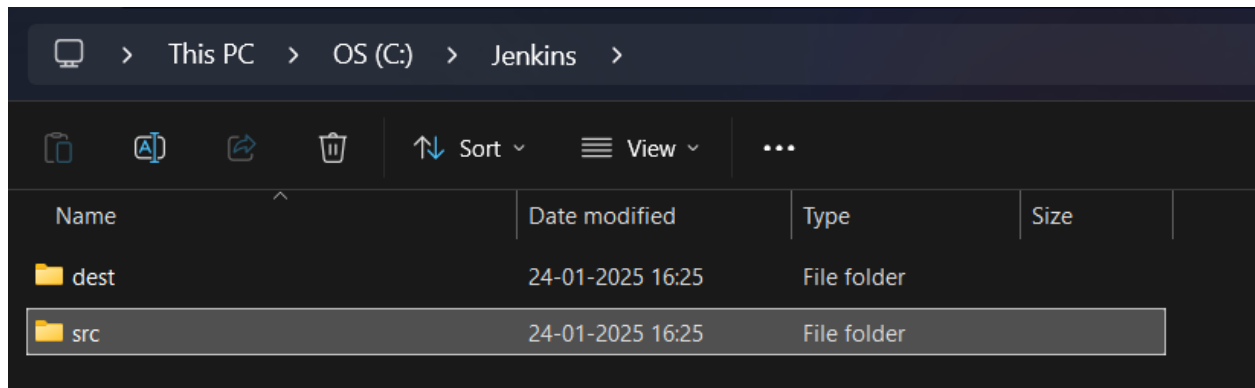 This PC > OS (C:) > Jenkins >
Sort View
Name Date modified Type Size
dest 24-01-2025 16:25 File folder
src 24-01-2025 16:25 File folder